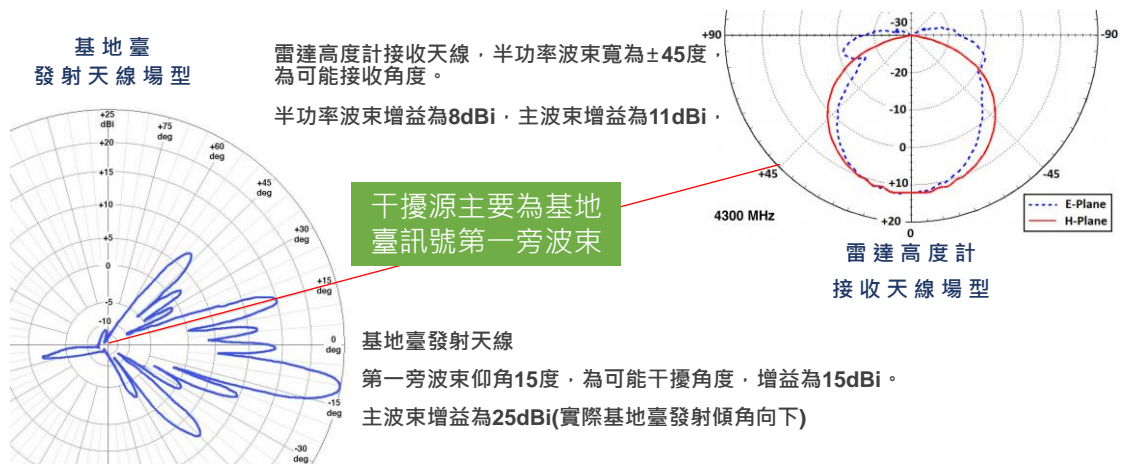 基地臺
發射天線場型
雷達高度計接收天線，半功率波束寬為±45度，
為可能接收角度。
半功率波束增益為8dBi，主波束增益為11dBi，
干擾源主要為基地
臺訊號第一旁波束
+25
dBi
+20
+15
+10
0
-5
-10
+75
deg
+60
deg
+45
deg
+30
deg
+15
deg
0
deg
-15
deg
-30
deg
基地臺發射天線
第一旁波束仰角15度，為可能干擾角度，增益為15dBi。
主波束增益為25dBi(實際基地臺發射傾角向下)
+90
-30
-90
-20
-10
0
+45
-45
+10
+20
0
4300 MHz
E-Plane
H-Plane
雷達高度計
接收天線場型